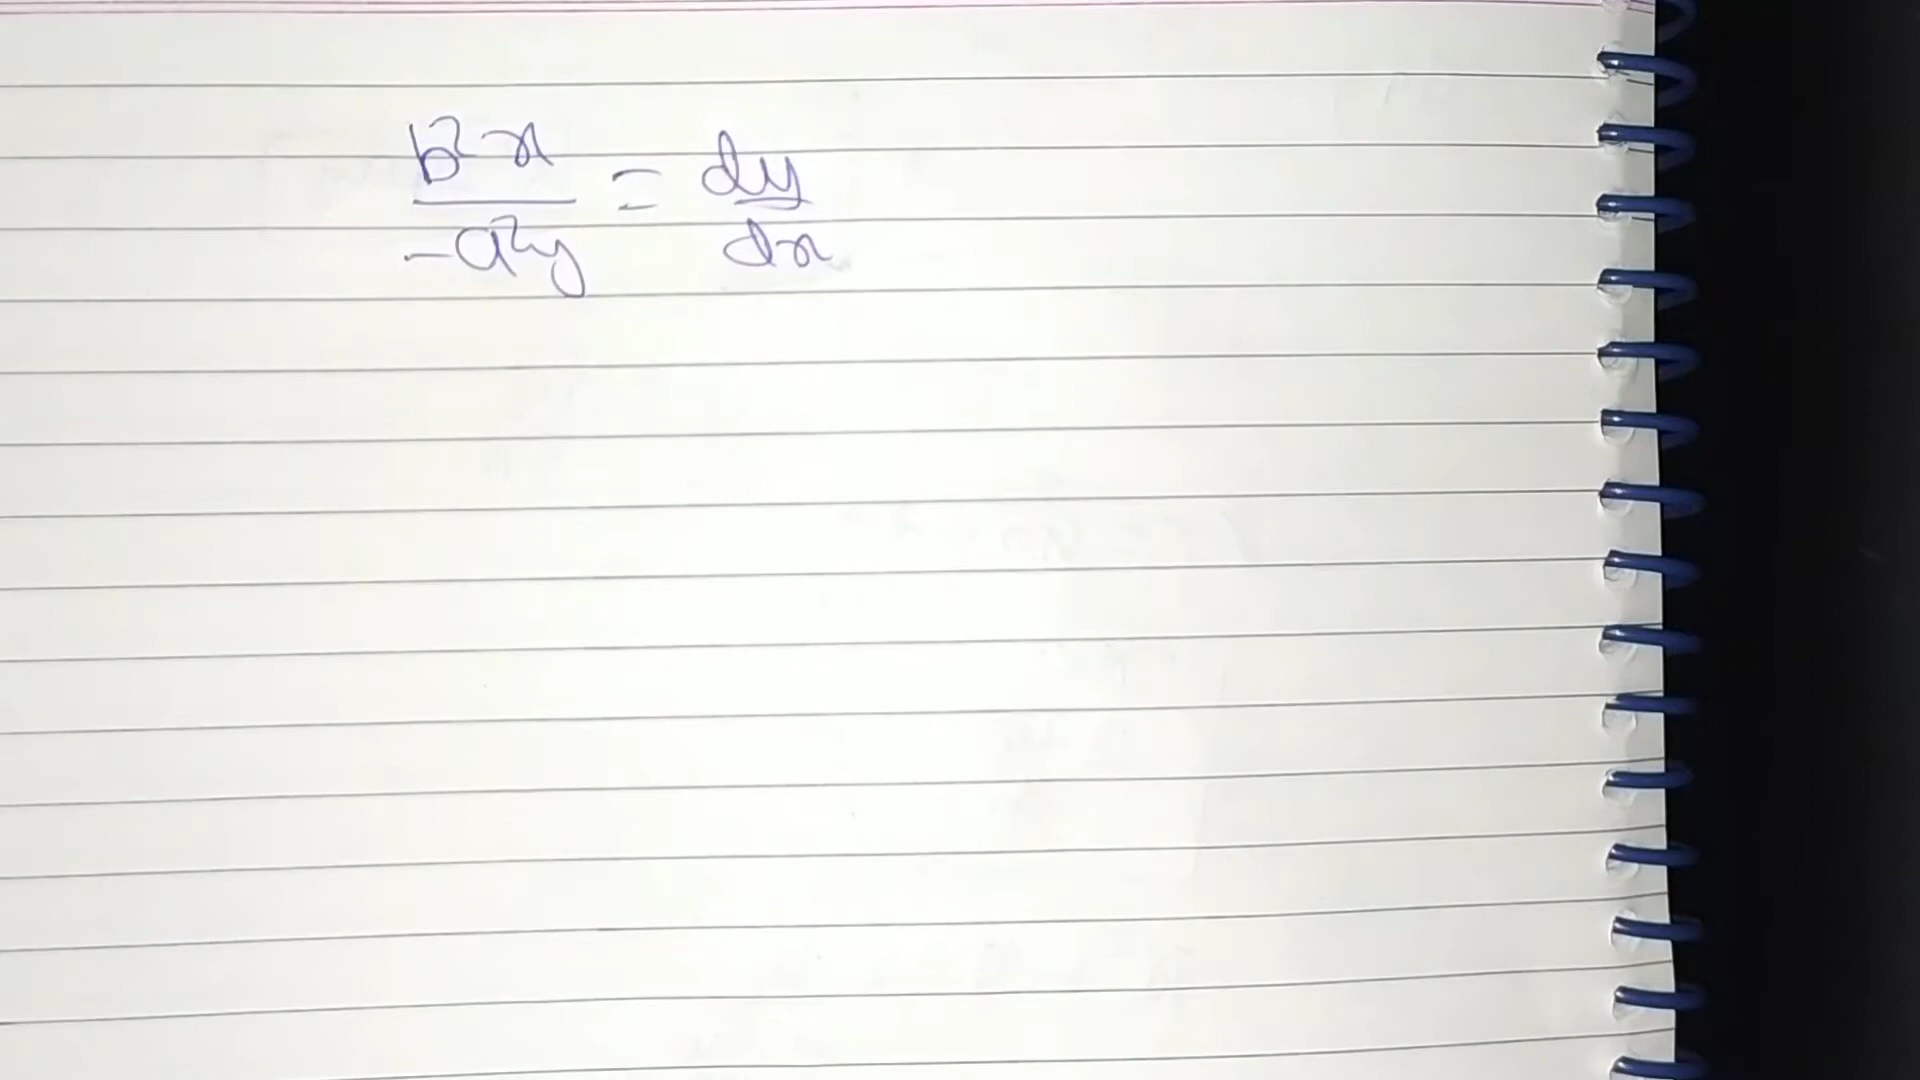 b²x / -a²y = dy / dx